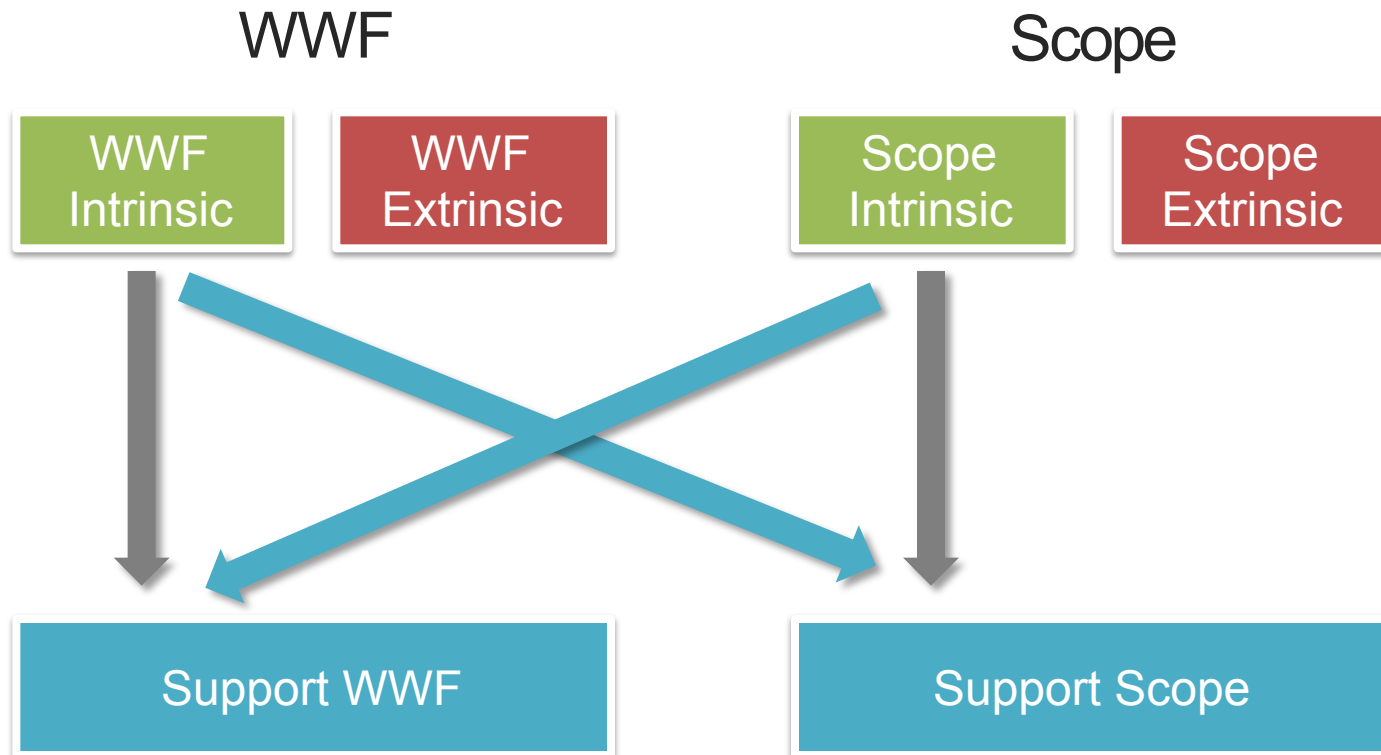 WWF
Scope
WWF
Intrinsic
WWF
Extrinsic
Scope
Intrinsic
Scope
Extrinsic
Support WWF
Support Scope